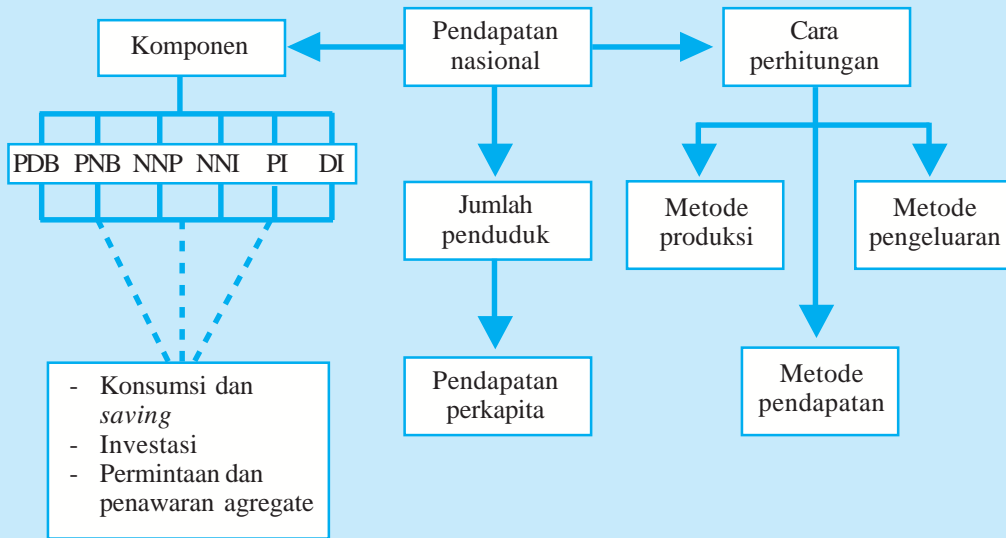 Komponen
Pendapatan
nasional
Cara
perhitungan
PDB PNB NNP NNI PI DI
Jumlah
penduduk
Metode
produksi
Metode
pengeluaran
Pendapatan
perkapita
Metode
pendapatan
- Konsumsi dan
saving
- Investasi
- Permintaan dan
penawaran agregate